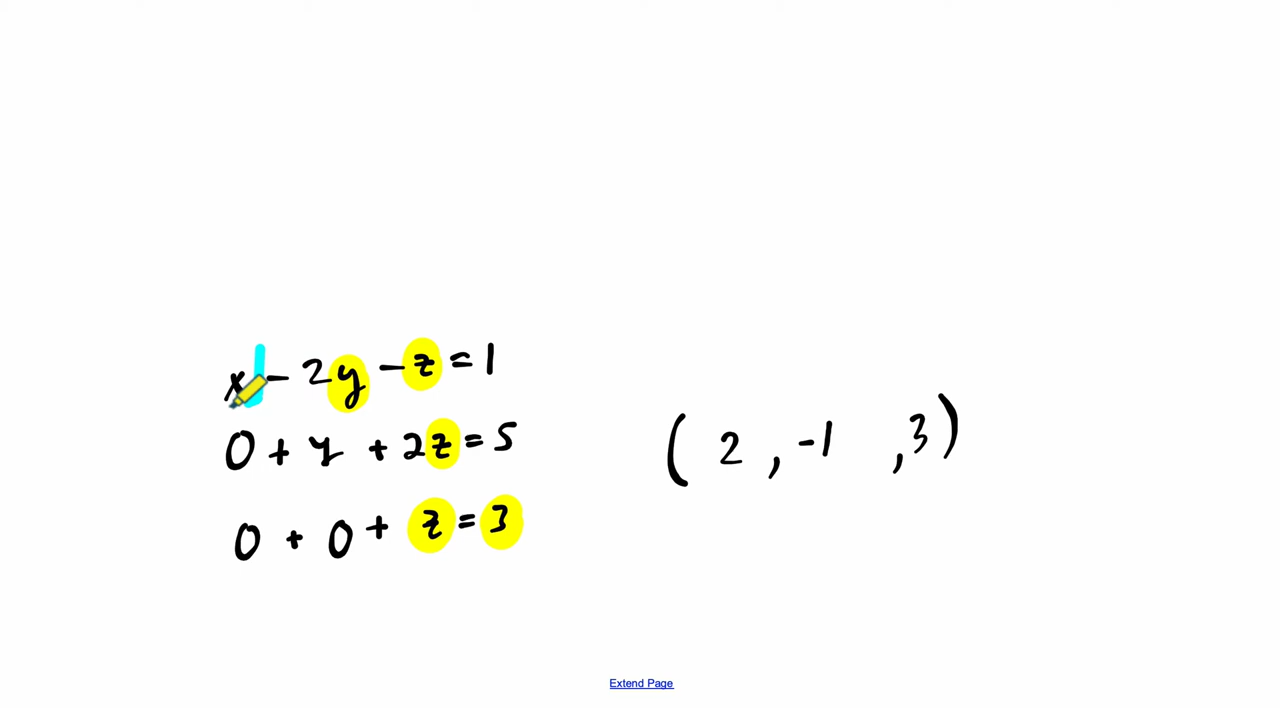 x - 2y - z = 1
0 + y + 2z = 5
0 + 0 + z = 3
( 2 , -1 , 3 )
Extend Page